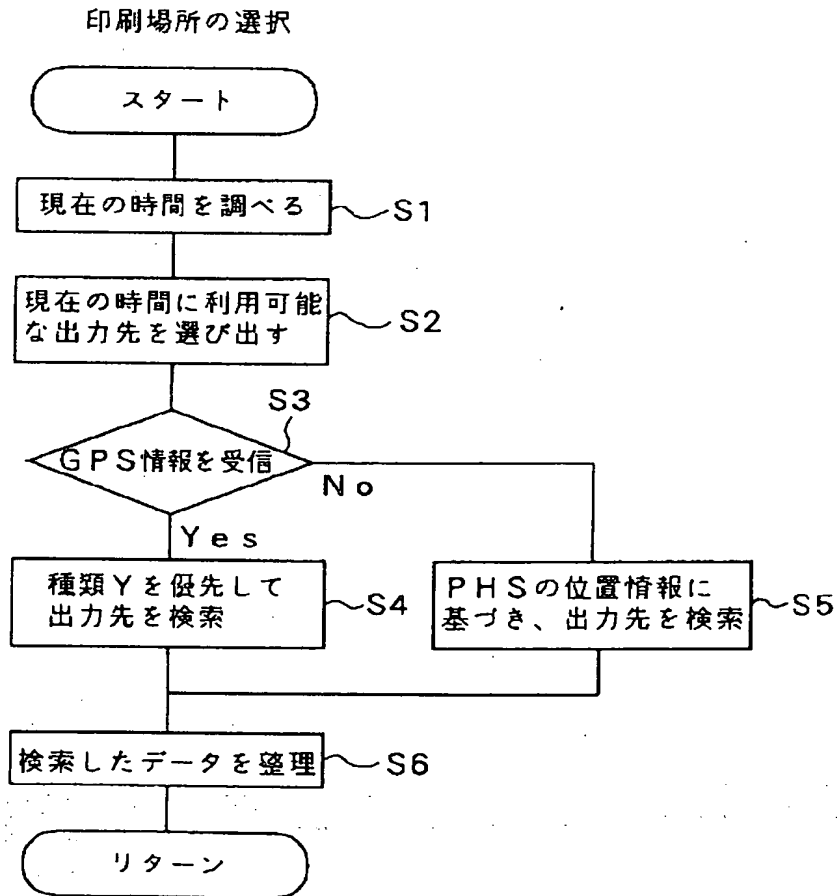 印刷場所の選択
スタート
現在の時間を調べる
S1
現在の時間に利用可能
な出力先を選び出す
S2
S3
GPS情報を受信
No
Yes
種類Yを優先して
出力先を検索
S4
PHSの位置情報に
基づき、出力先を検索
S5
検索したデータを整理
S6
リターン